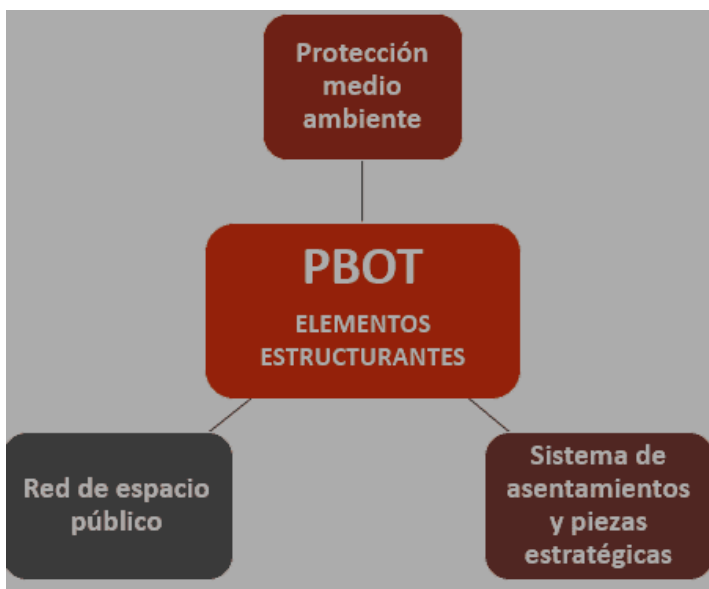 Protección
medio
ambiente
PBOT
ELEMENTOS
ESTRUCTURANTES
Red de espacio
público
Sistema de
asentamientos
y piezas
estratégicas